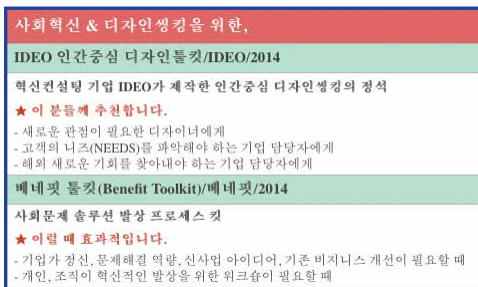 사회혁신 & 디자인씽킹을 위한,
IDEO 인간중심 디자인툴킷/IDEO/2014
혁신컨설팅 기업 IDEO가 제작한 인간중심 디자인씽킹의 정석
★ 이 분들께 추천합니다.
- 새로운 관점이 필요한 디자이너에게
- 고객의 니즈(NEEDS)를 파악해야 하는 기업 담당자에게
- 해외 새로운 기회를 찾아내야 하는 기업 담당자에게
베네핏 툴킷(Benefit Toolkit)/베네핏/2014
사회문제 솔루션 발상 프로세스 킷
★ 이럴 때 효과적입니다.
- 기업가 정신, 문제해결 역량, 신사업 아이디어, 기존 비지니스 개선이 필요할 때
- 개인, 조직이 혁신적인 발상을 위한 워크숍이 필요할 때